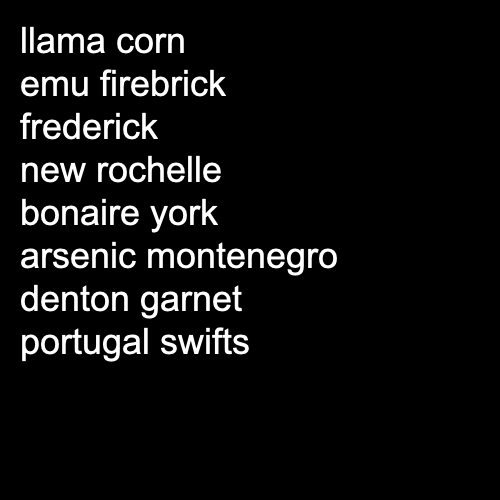 llama corn
emu firebrick
frederick
new rochelle
bonaire york
arsenic montenegro
denton garnet
portugal swifts